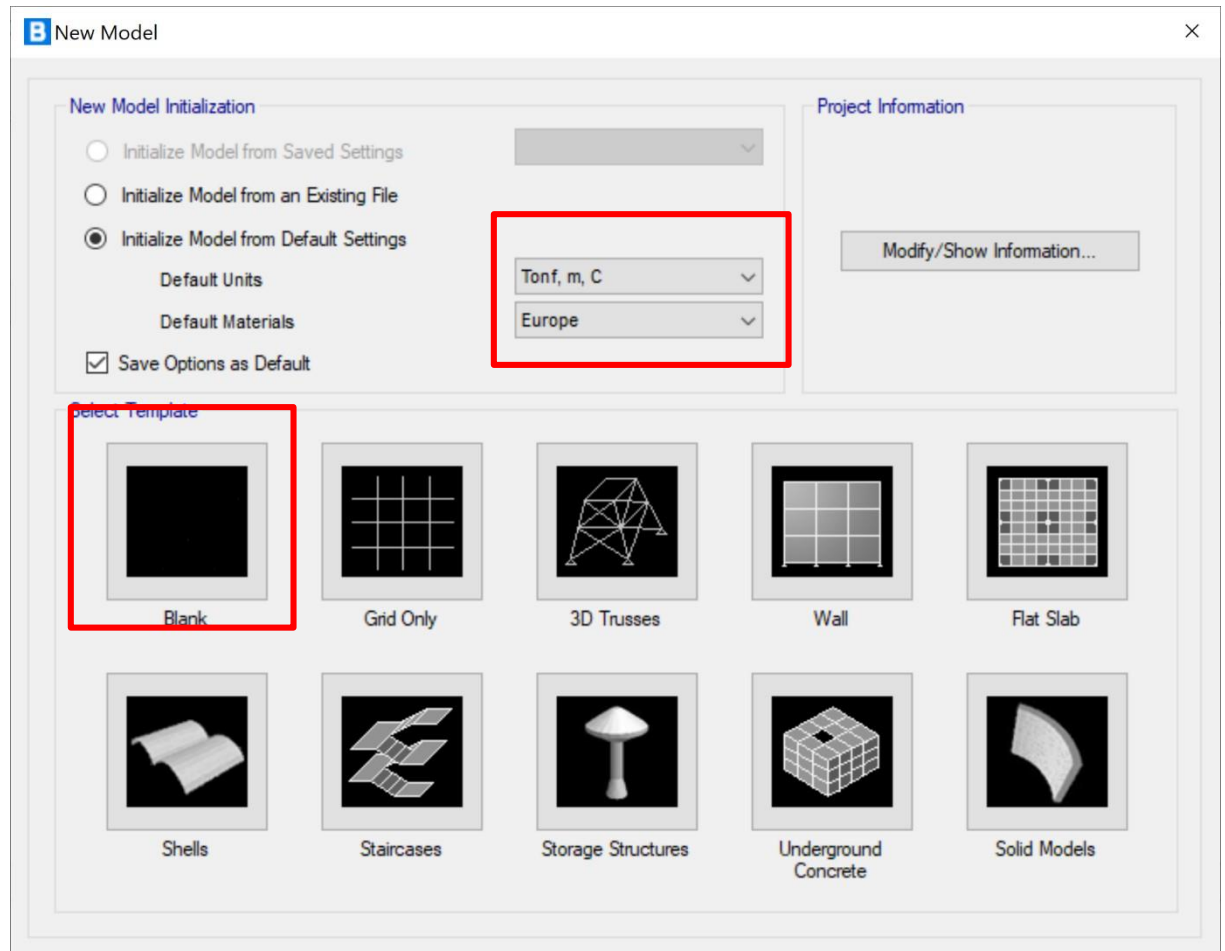 B New Model
New Model Initialization
Project Information
Initialize Model from Saved Settings
Initialize Model from an Existing File
Initialize Model from Default Settings
Modify/Show Information...
Default Units
Tonf, m, C
Default Materials
Europe
Save Options as Default
Select Template
Blank
Grid Only
3D Trusses
Wall
Flat Slab
Shells
Staircases
Storage Structures
Underground
Concrete
Solid Models